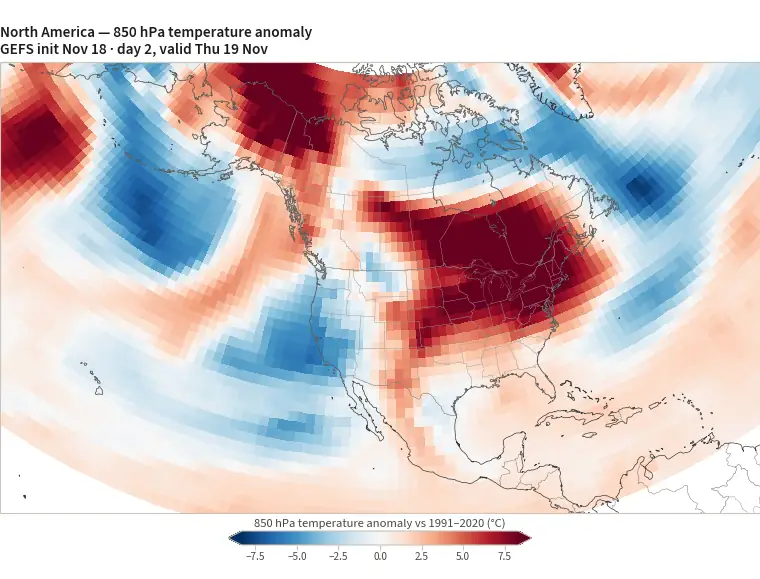 North America — 850 hPa temperature anomaly
GEFS init Nov 18 · day 2, valid Thu 19 Nov
850 hPa temperature anomaly vs 1991–2020 (°C)
−7.5 −5.0 −2.5 0.0 2.5 5.0 7.5